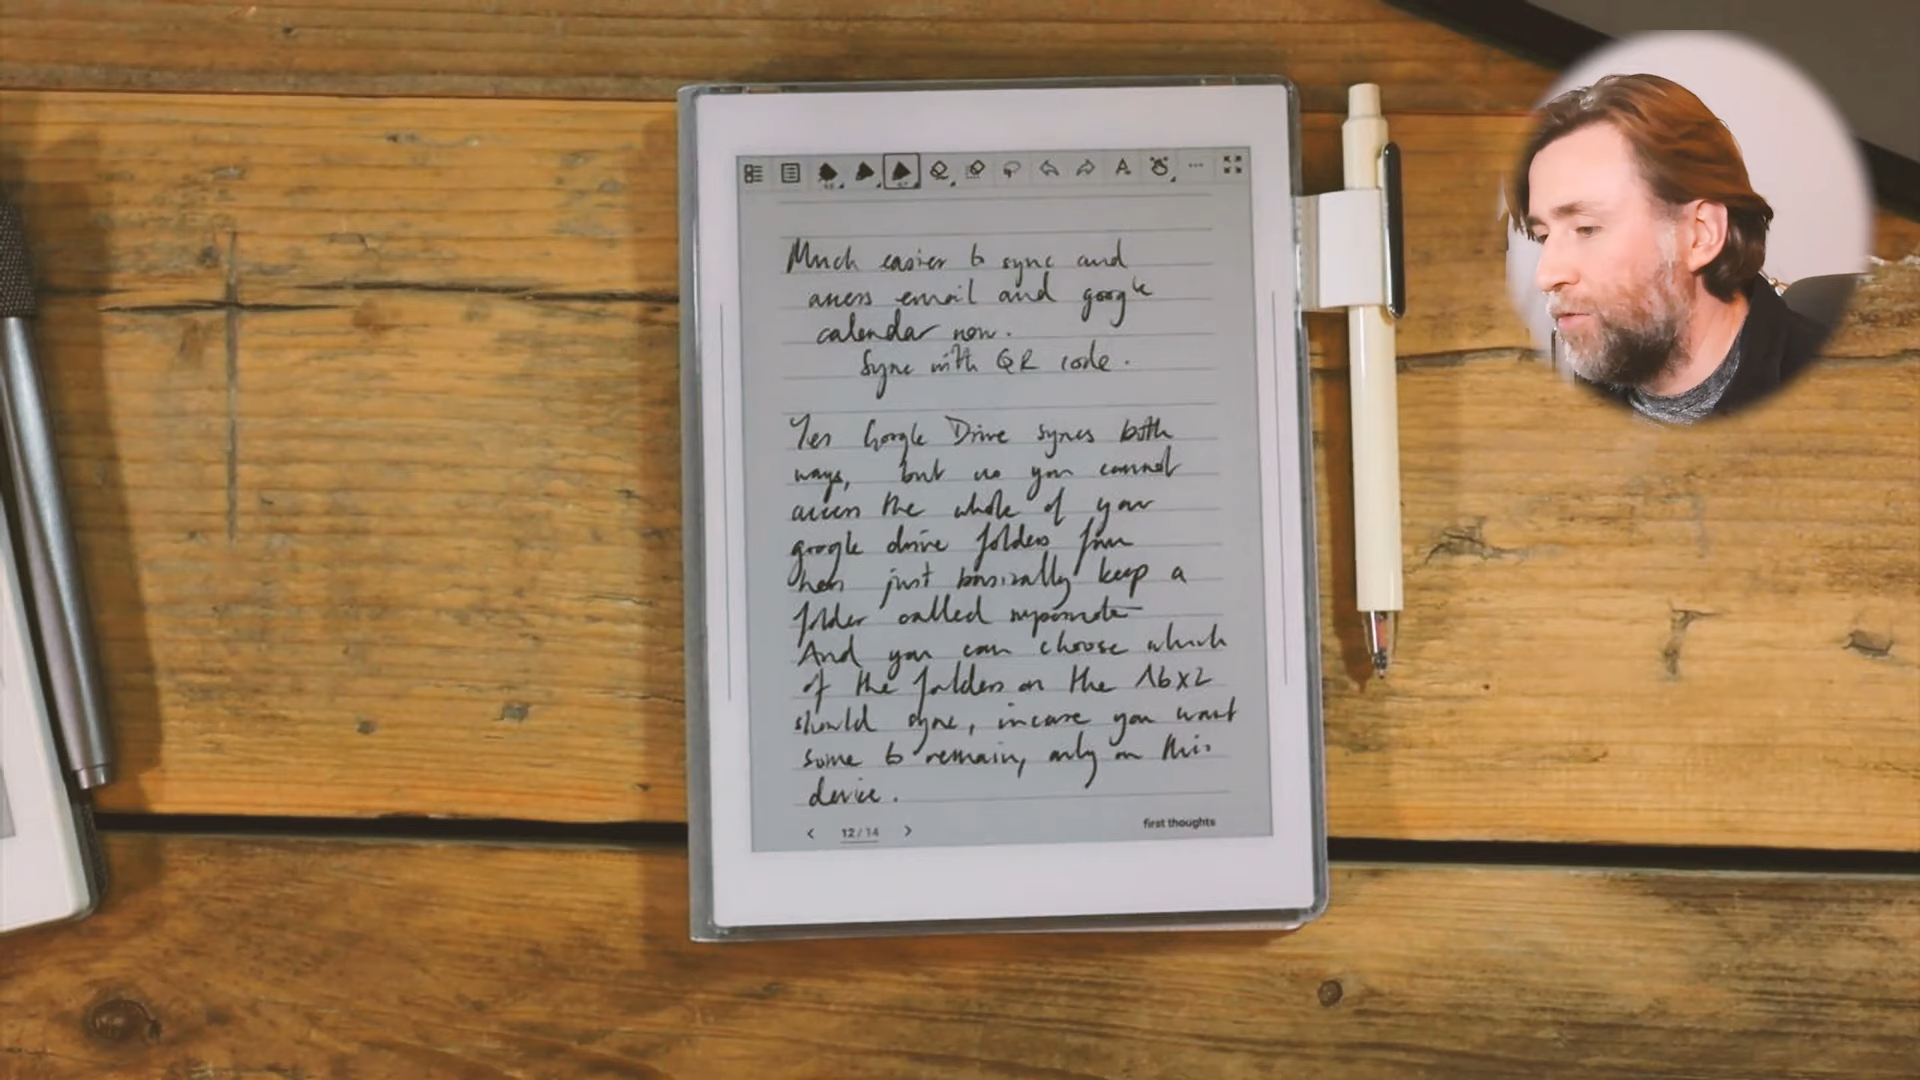 Much easier to sync and
access email and google
calendar now.
Sync with QR code.
Yes Google Drive syncs both
ways, but no you cannot
access the whole of your
google drive folders from
here just basically keep a
folder called supernote
And you can choose which
of the folders on the A6X2
should sync, incase you want
some to remain, only on this
device.
< 12 / 14 >
first thoughts